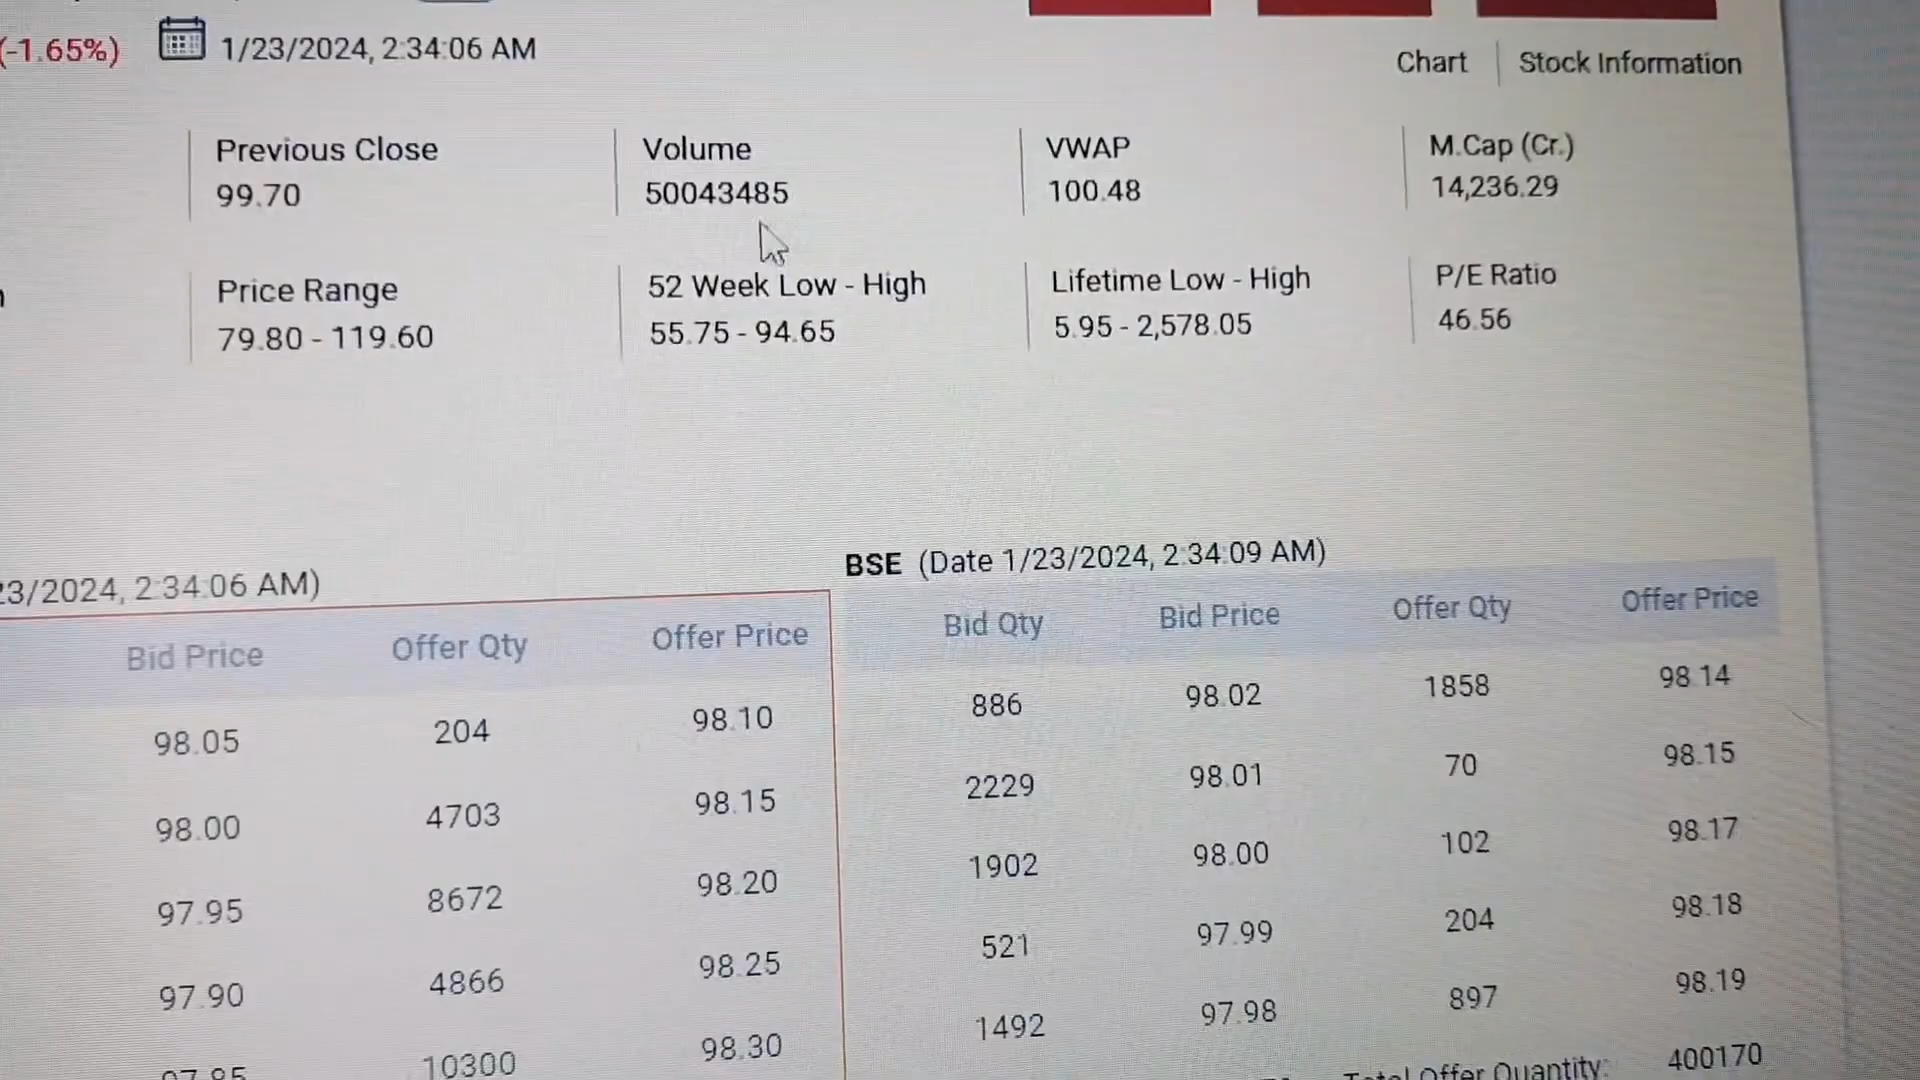 (-1.65%) 1/23/2024, 2:34:06 AM
Chart Stock Information
Previous Close Volume VWAP M.Cap (Cr.)
99.70 50043485 100.48 14,236.29
Price Range 52 Week Low - High Lifetime Low - High P/E Ratio
79.80 - 119.60 55.75 - 94.65 5.95 - 2,578.05 46.56
23/2024, 2:34:06 AM) BSE (Date 1/23/2024, 2:34:09 AM)
Bid Price Offer Qty Offer Price Bid Qty Bid Price Offer Qty Offer Price
98.05 204 98.10 886 98.02 1858 98.14
98.00 4703 98.15 2229 98.01 70 98.15
97.95 8672 98.20 1902 98.00 102 98.17
97.90 4866 98.25 521 97.99 204 98.18
97.85 10300 98.30 1492 97.98 897 98.19
Total Offer Quantity: 400170